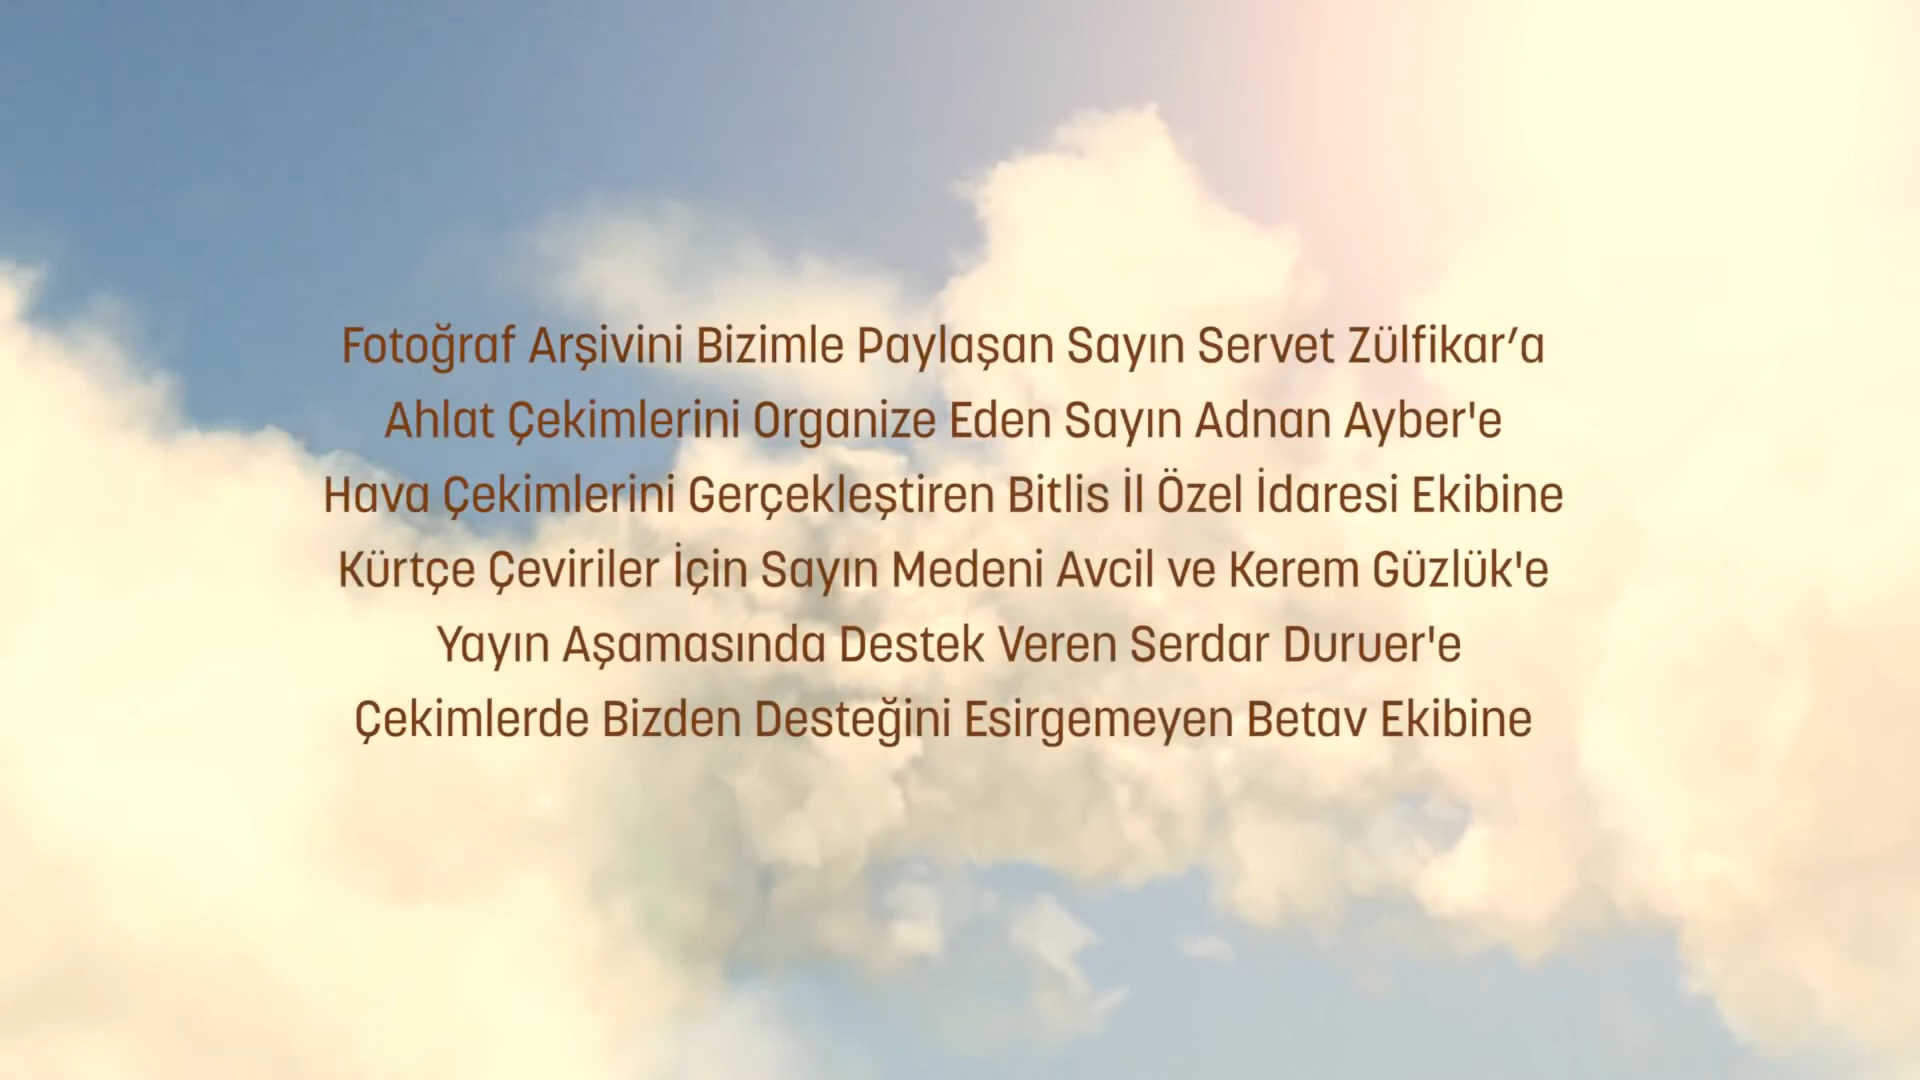 Fotoğraf Arşivini Bizimle Paylaşan Sayın Servet Zülfikar’a
Ahlat Çekimlerini Organize Eden Sayın Adnan Ayber'e
Hava Çekimlerini Gerçekleştiren Bitlis İl Özel İdaresi Ekibine
Kürtçe Çeviriler İçin Sayın Medeni Avcil ve Kerem Güzlük'e
Yayın Aşamasında Destek Veren Serdar Duruer'e
Çekimlerde Bizden Desteğini Esirgemeyen Betav Ekibine